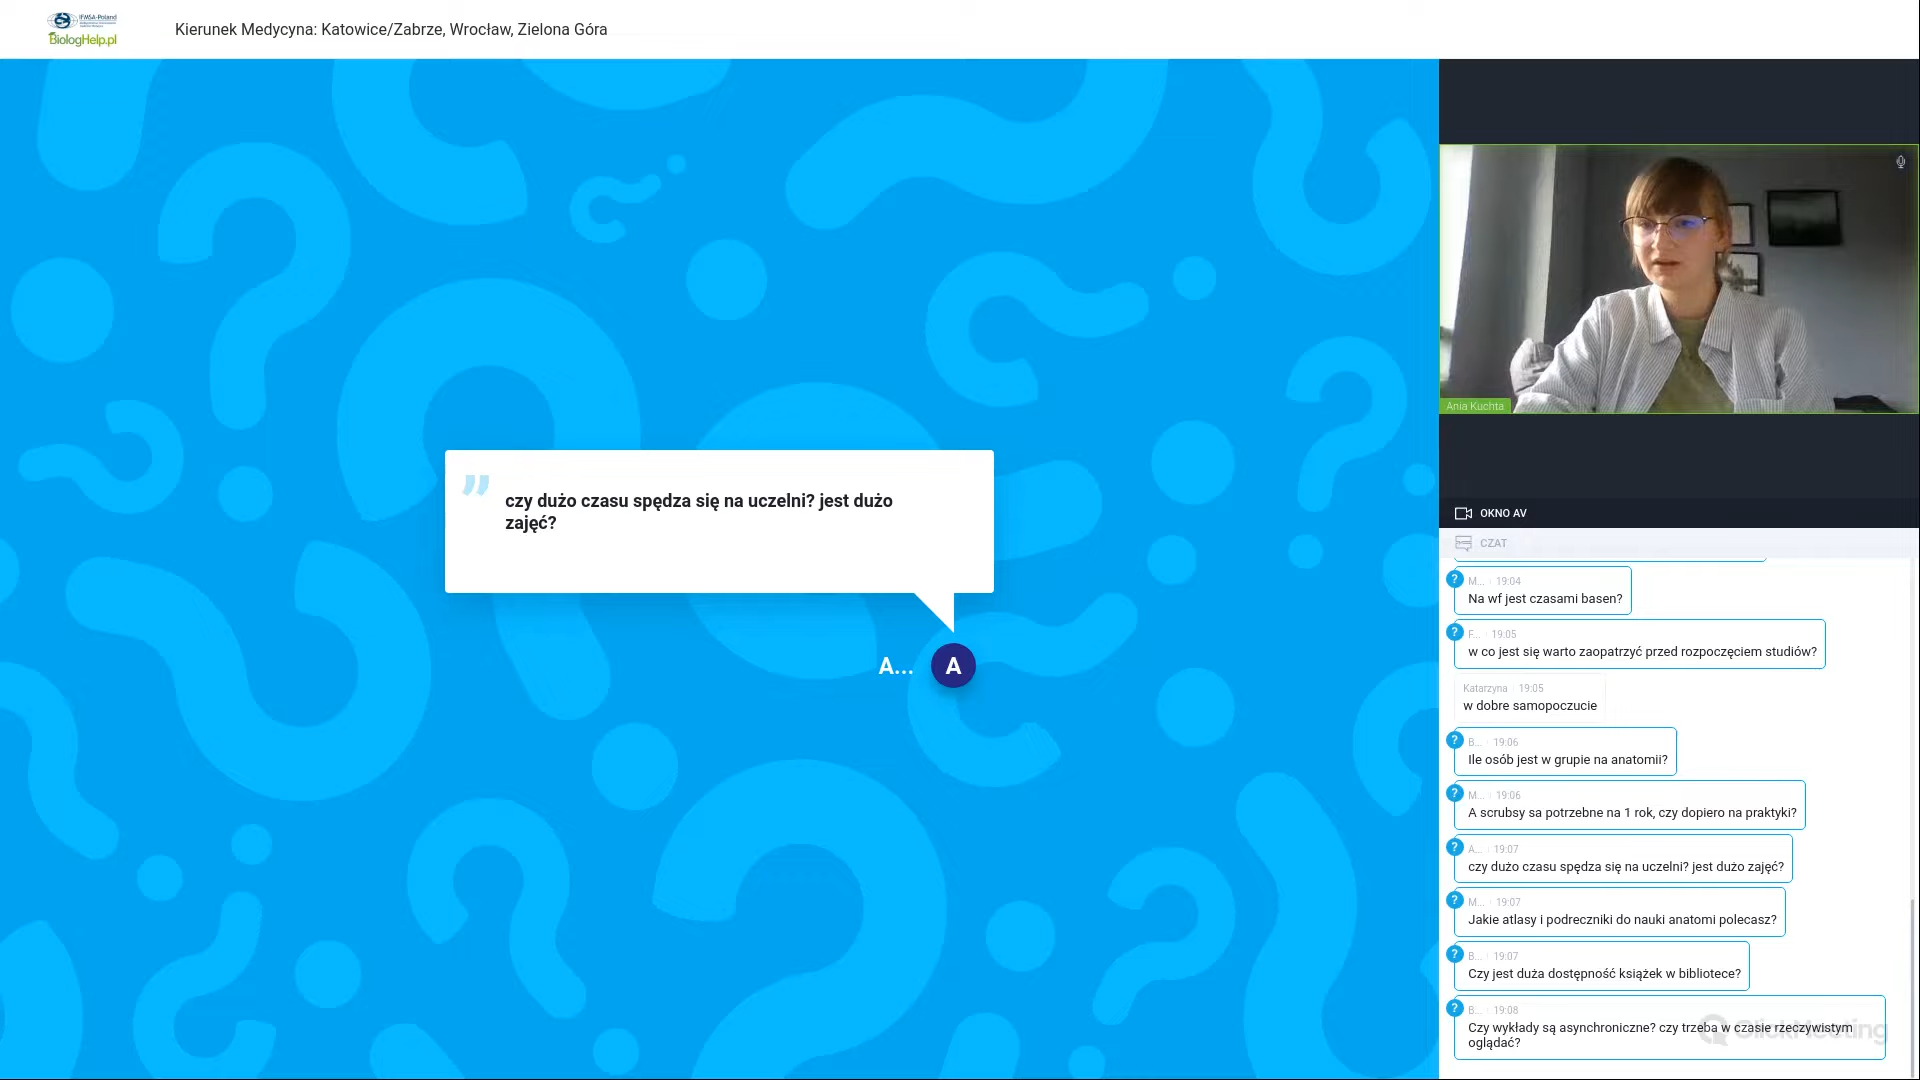 IFMSA-Poland
BiologHelp.pl
Kierunek Medycyna: Katowice/Zabrze, Wrocław, Zielona Góra
czy dużo czasu spędza się na uczelni? jest dużo
zajęć?
A...
A
Ania Kuchta
OKNO AV
CZAT
? M... 19:04
Na wf jest czasami basen?
? F... 19:05
w co jest się warto zaopatrzyć przed rozpoczęciem studiów?
Katarzyna 19:05
w dobre samopoczucie
? B... 19:06
Ile osób jest w grupie na anatomii?
? M... 19:06
A scrubsy sa potrzebne na 1 rok, czy dopiero na praktyki?
? A... 19:07
czy dużo czasu spędza się na uczelni? jest dużo zajęć?
? M... 19:07
Jakie atlasy i podreczniki do nauki anatomi polecasz?
? B... 19:07
Czy jest duża dostępność książek w bibliotece?
? B... 19:08
Czy wykłady są asynchroniczne? czy trzeba w czasie rzeczywistym
oglądać?
ClickMeeting